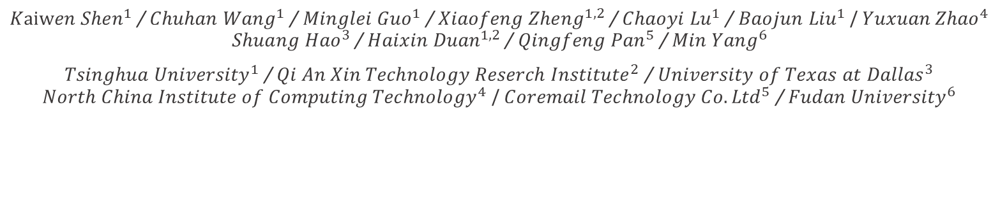 Kaiwen Shen¹ / Chuhan Wang¹ / Minglei Guo¹ / Xiaofeng Zheng¹,² / Chaoyi Lu¹ / Baojun Liu¹ / Yuxuan Zhao⁴
Shuang Hao³ / Haixin Duan¹,² / Qingfeng Pan⁵ / Min Yang⁶
Tsinghua University¹ / Qi An Xin Technology Reserch Institute² / University of Texas at Dallas³
North China Institute of Computing Technology⁴ / Coremail Technology Co. Ltd⁵ / Fudan University⁶